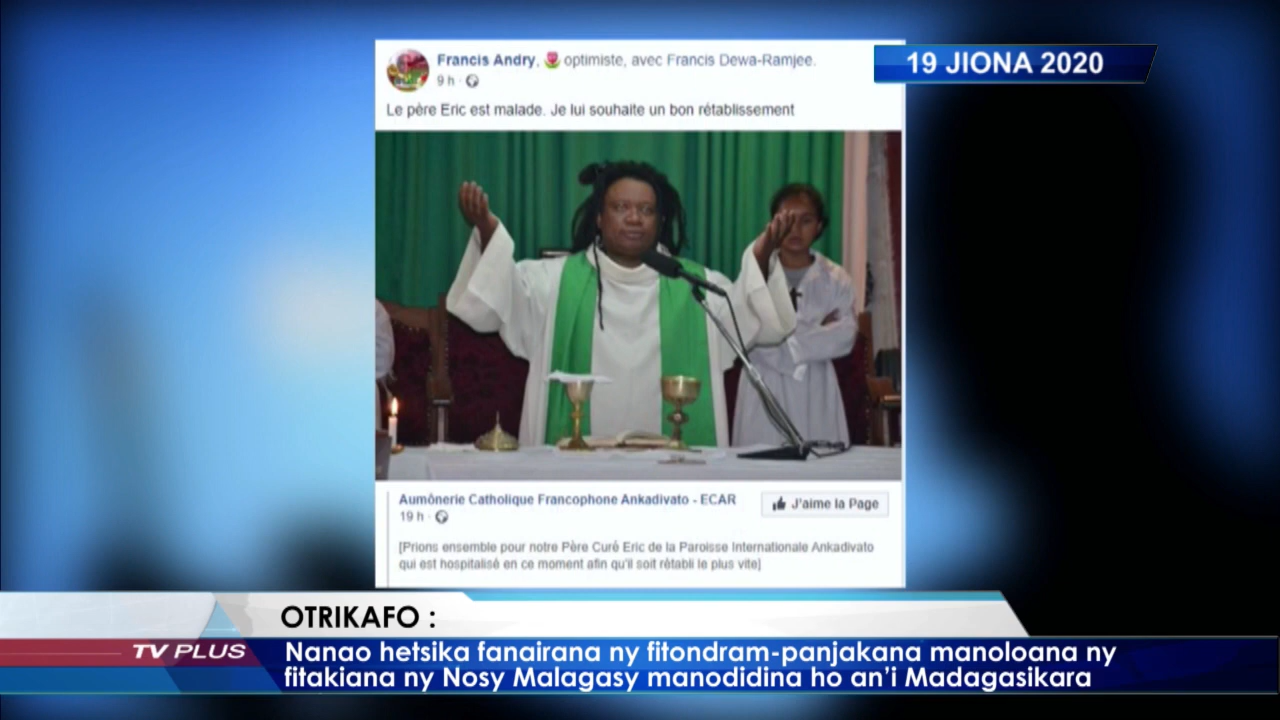 Francis Andry, optimiste, avec Francis Dewa-Ramjee.
9 h ·
19 JIONA 2020
Le père Eric est malade. Je lui souhaite un bon rétablissement
Aumônerie Catholique Francophone Ankadivato - ECAR
19 h ·
J'aime la Page
[Prions ensemble pour notre Père Curé Eric de la Paroisse Internationale Ankadivato
qui est hospitalisé en ce moment afin qu'il soit rétabli le plus vite]
OTRIKAFO :
TV PLUS
Nanao hetsika fanairana ny fitondram-panjakana manoloana ny
fitakiana ny Nosy Malagasy manodidina ho an'i Madagasikara